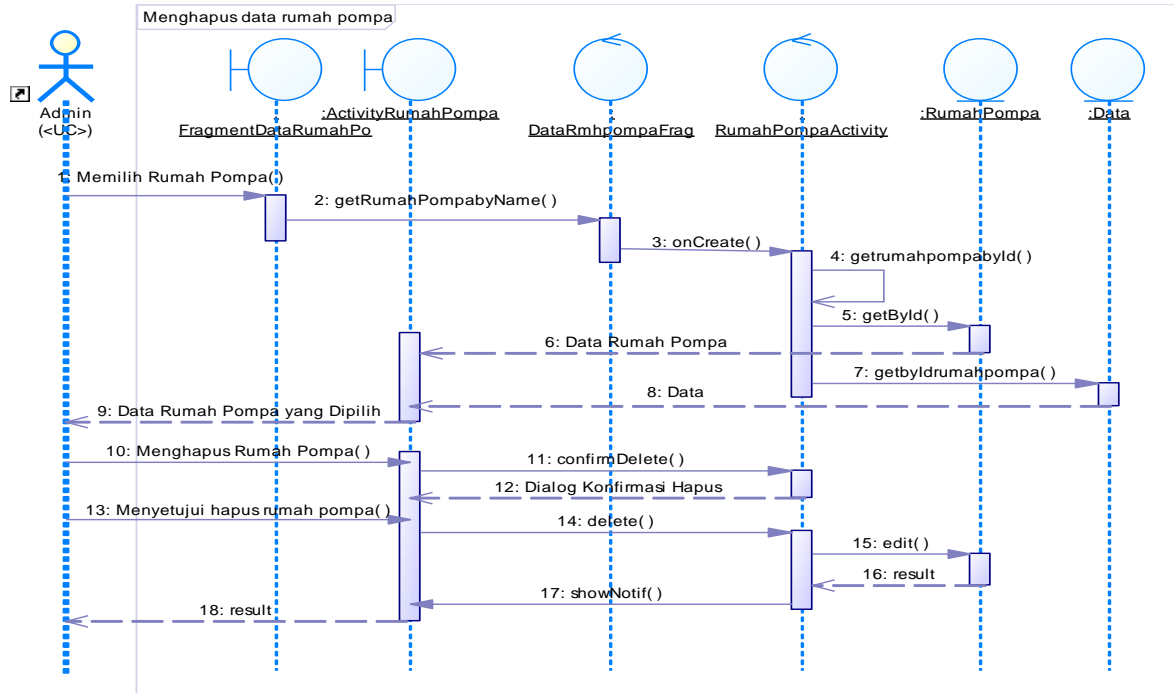 Menghapus data rumah pompa
Admin
(<UC>)
FragmentDataRumahPo
:ActivityRumahPompa
DataRmhpompaFrag
RumahPompaActivity
:RumahPompa
:Data
1: Memilih Rumah Pompa()
2: getRumahPompabyName()
3: onCreate()
4: getrumahpompabyId()
5: getById()
6: Data Rumah Pompa
7: getbyIdrumahpompa()
8: Data
9: Data Rumah Pompa yang Dipilih
10: Menghapus Rumah Pompa()
11: confirmDelete()
12: Dialog Konfirmasi Hapus
13: Menyetujui hapus rumah pompa()
14: delete()
15: edit()
16: result
17: showNotif()
18: result